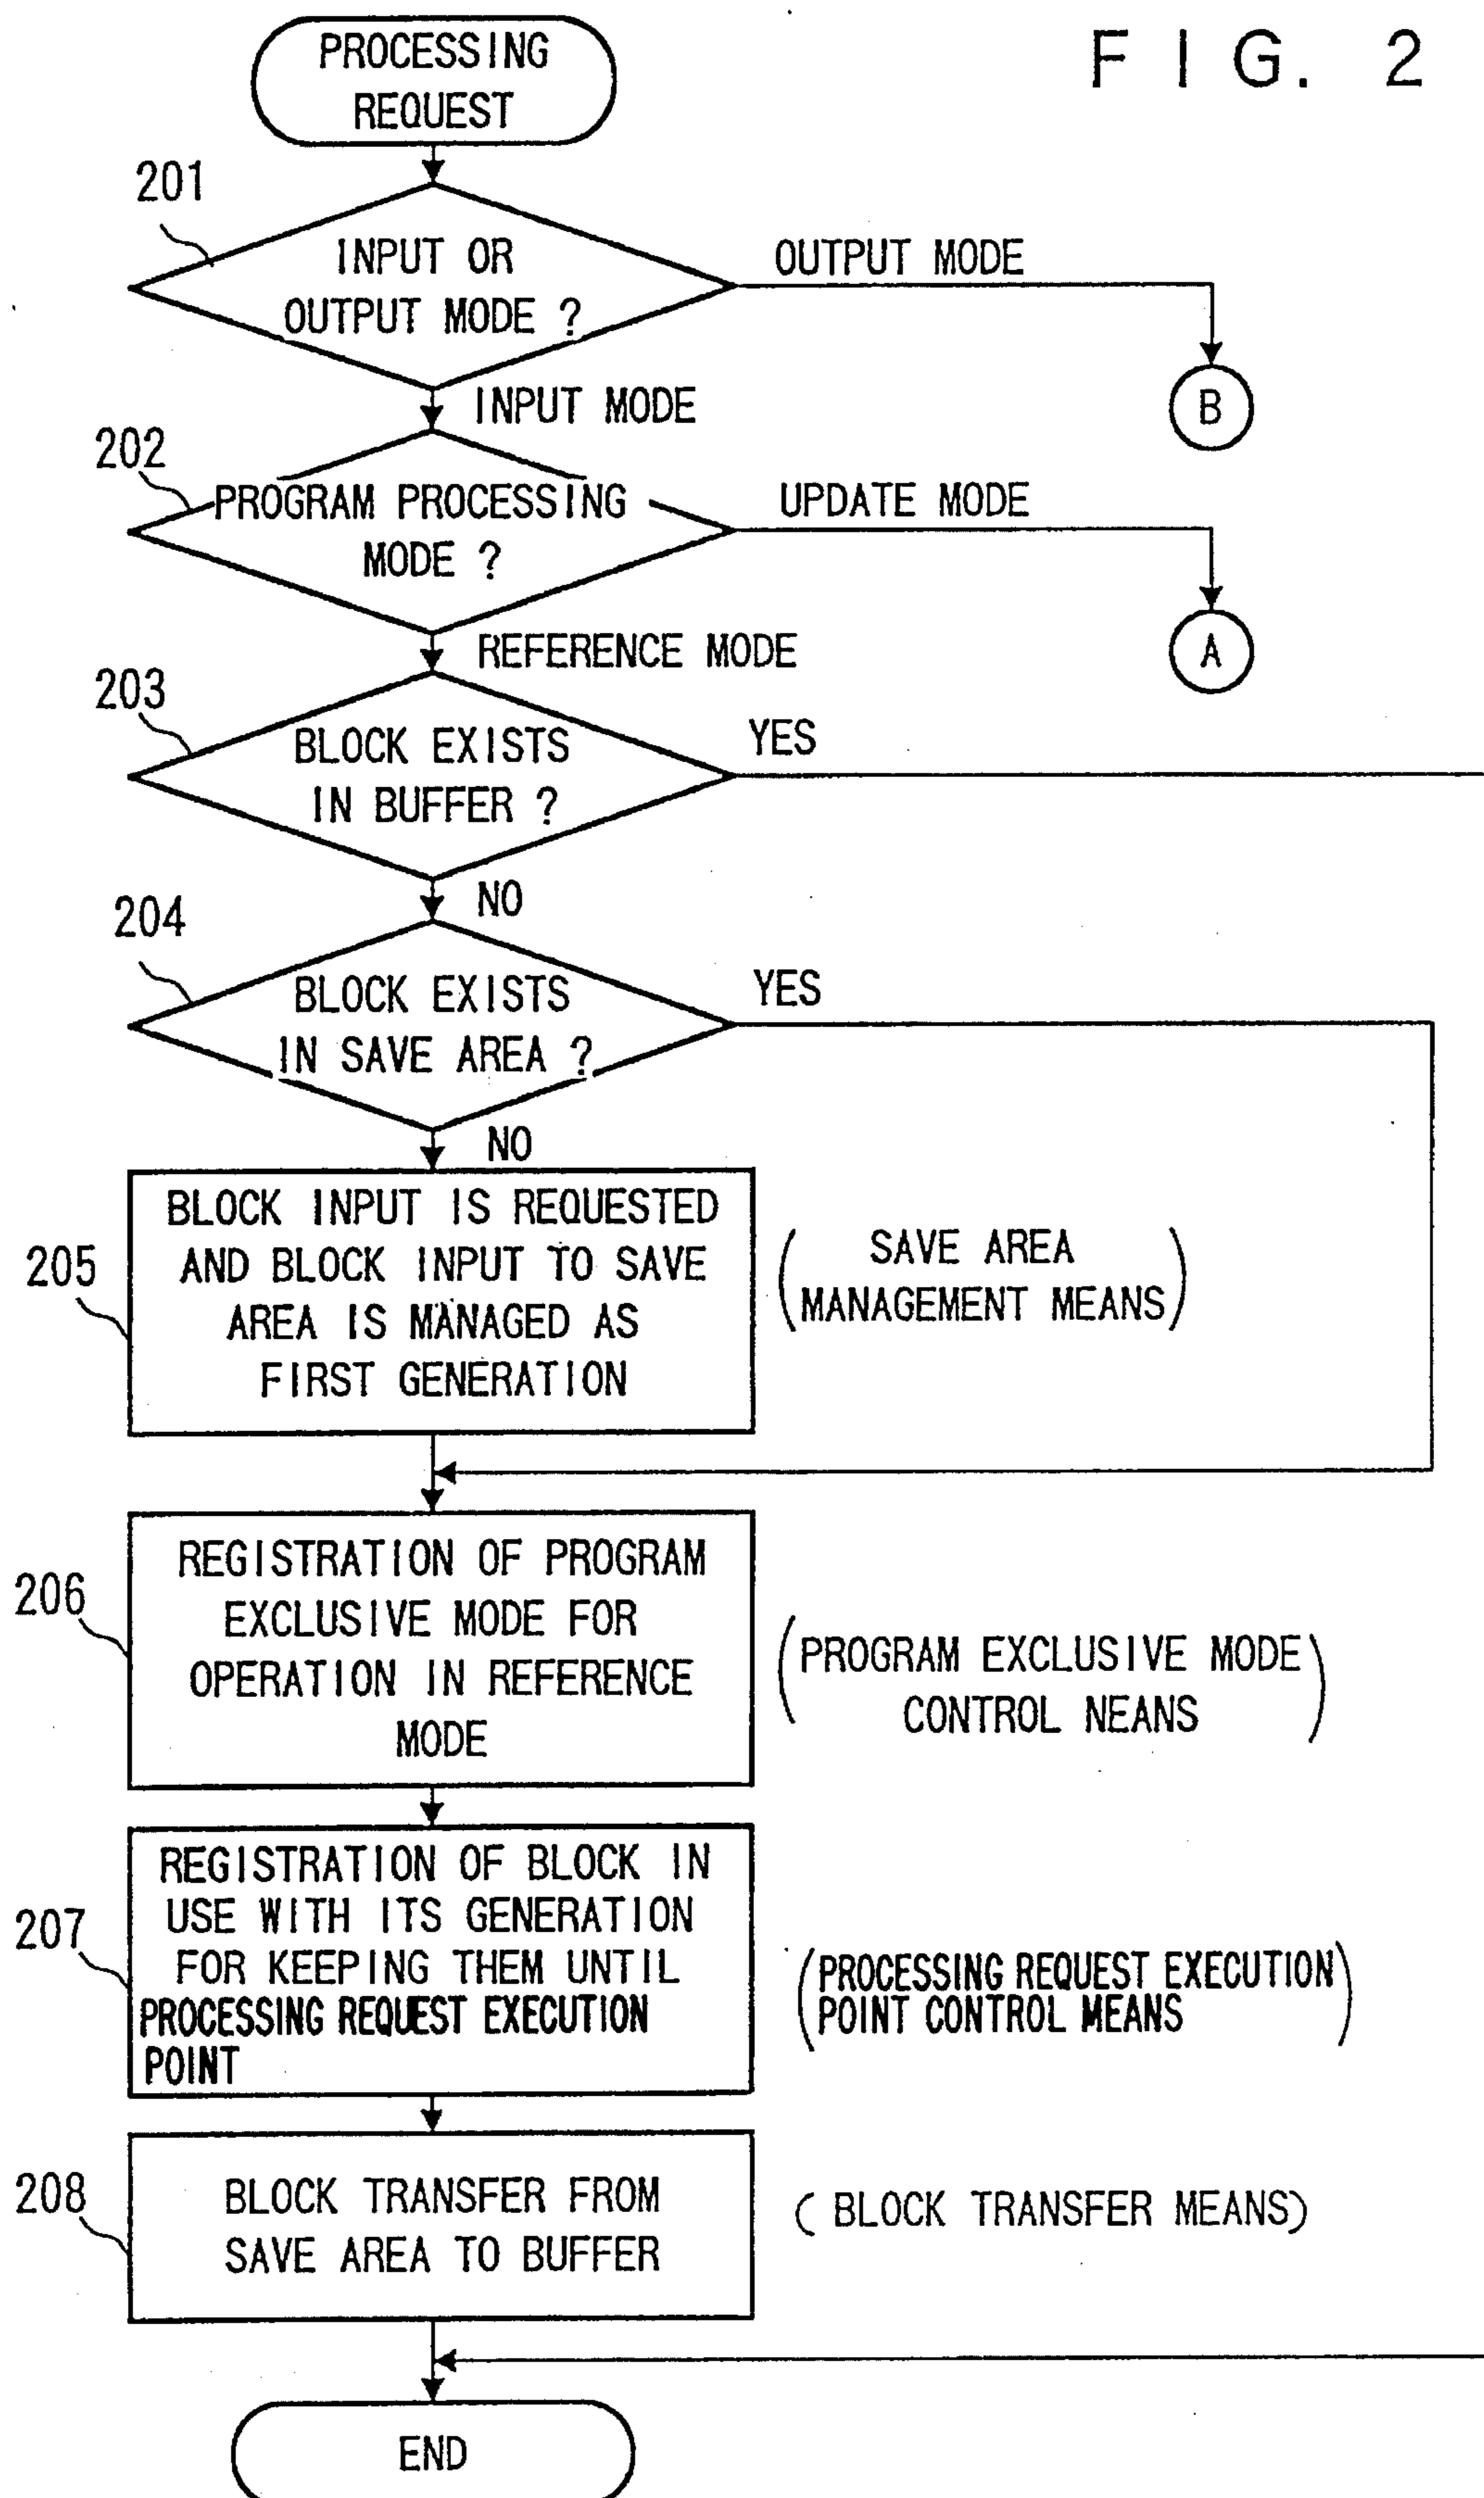 FIG. 2
PROCESSING
REQUEST
201
INPUT OR
OUTPUT MODE ?
OUTPUT MODE
B
INPUT MODE
202
PROGRAM PROCESSING
MODE ?
UPDATE MODE
A
REFERENCE MODE
203
BLOCK EXISTS
IN BUFFER ?
YES
NO
204
BLOCK EXISTS
IN SAVE AREA ?
YES
NO
205
BLOCK INPUT IS REQUESTED
AND BLOCK INPUT TO SAVE
AREA IS MANAGED AS
FIRST GENERATION
( SAVE AREA
MANAGEMENT MEANS )
206
REGISTRATION OF PROGRAM
EXCLUSIVE MODE FOR
OPERATION IN REFERENCE
MODE
( PROGRAM EXCLUSIVE MODE
CONTROL NEANS )
207
REGISTRATION OF BLOCK IN
USE WITH ITS GENERATION
FOR KEEPING THEM UNTIL
PROCESSING REQUEST EXECUTION
POINT
( PROCESSING REQUEST EXECUTION
POINT CONTROL MEANS )
208
BLOCK TRANSFER FROM
SAVE AREA TO BUFFER
( BLOCK TRANSFER MEANS )
END